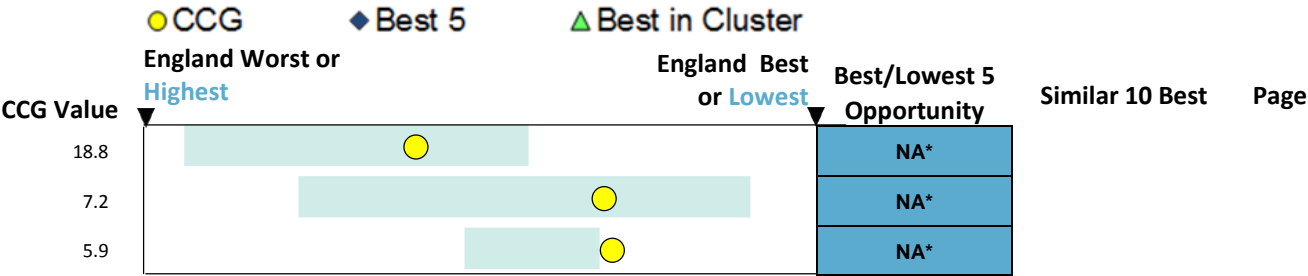 CCG Best 5 Best in Cluster
England Worst or
Highest
England Best
or Lowest
Best/Lowest 5
Opportunity
CCG Value
Similar 10 Best
Page
18.8 NA*
7.2 NA*
5.9 NA*